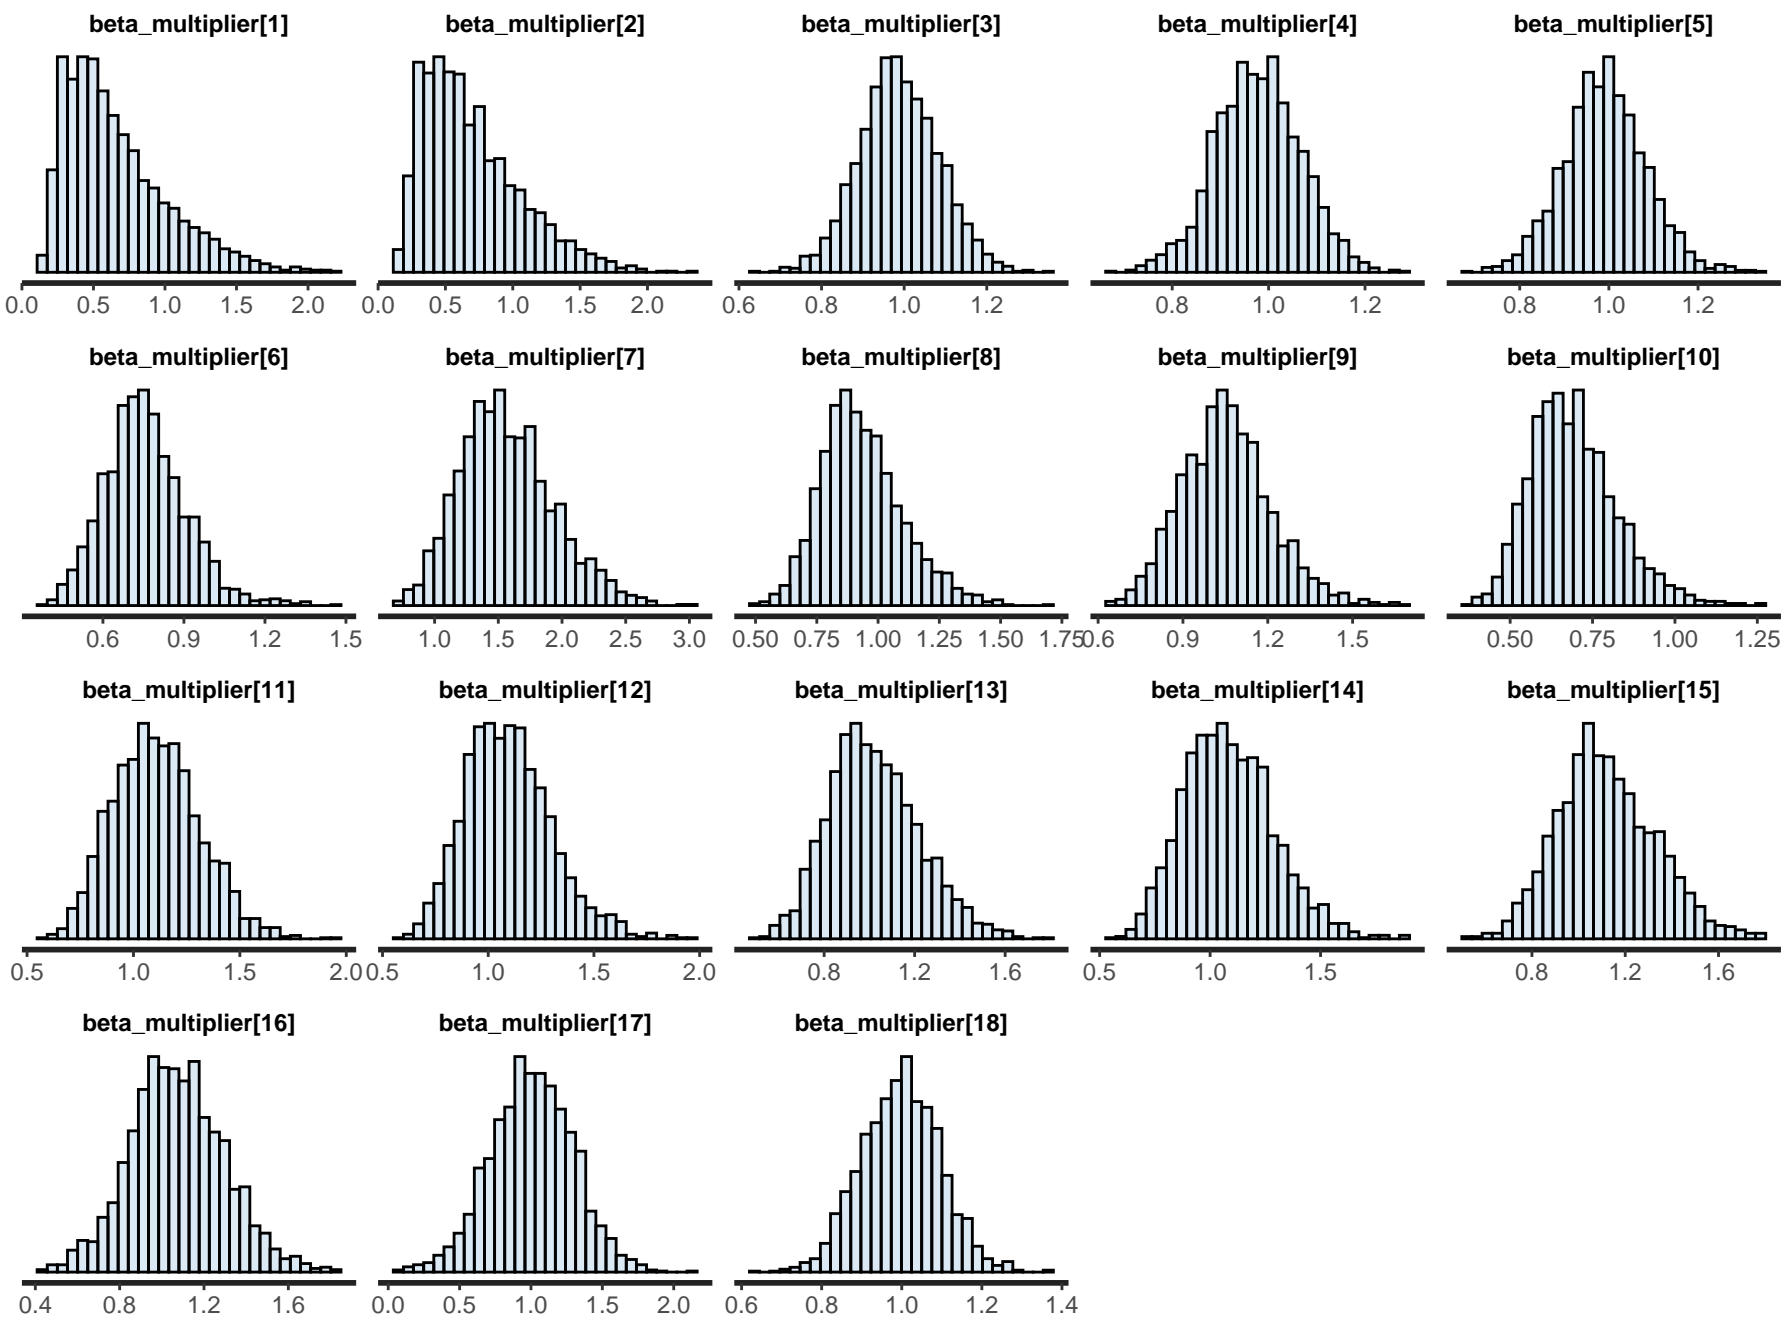 beta_multiplier[1] beta_multiplier[2] beta_multiplier[3] beta_multiplier[4] beta_multiplier[5]
0.0 0.5 1.0 1.5 2.0 0.0 0.5 1.0 1.5 2.0 0.6 0.8 1.0 1.2 0.8 1.0 1.2 0.8 1.0 1.2
beta_multiplier[6] beta_multiplier[7] beta_multiplier[8] beta_multiplier[9] beta_multiplier[10]
0.6 0.9 1.2 1.5 1.0 1.5 2.0 2.5 3.0 0.50 0.75 1.00 1.25 1.50 1.75 0.6 0.9 1.2 1.5 0.50 0.75 1.00 1.25
beta_multiplier[11] beta_multiplier[12] beta_multiplier[13] beta_multiplier[14] beta_multiplier[15]
0.5 1.0 1.5 2.0 0.5 1.0 1.5 2.0 0.8 1.2 1.6 0.5 1.0 1.5 0.8 1.2 1.6
beta_multiplier[16] beta_multiplier[17] beta_multiplier[18]
0.4 0.8 1.2 1.6 0.0 0.5 1.0 1.5 2.0 0.6 0.8 1.0 1.2 1.4